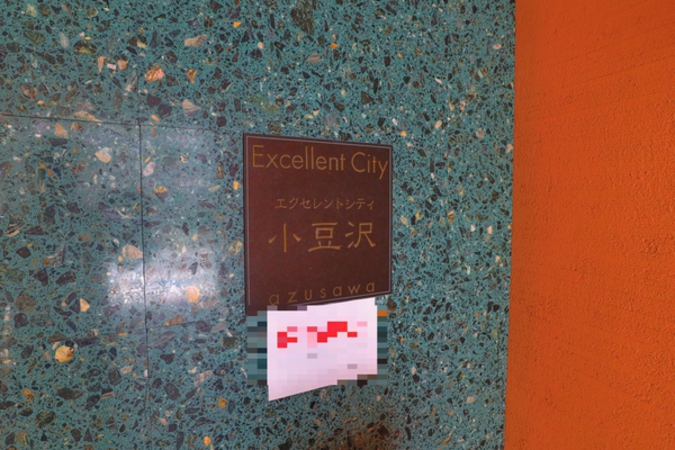 Excellent City
エクセレントシティ
小豆沢
azusawa